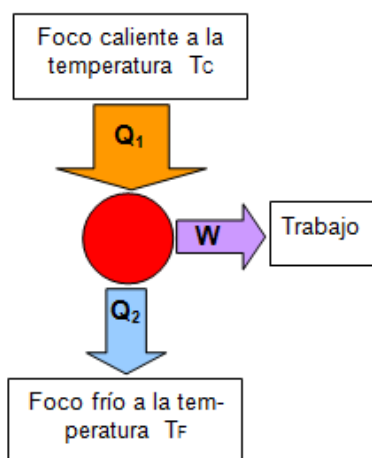 Foco caliente a la
temperatura Tc
Q₁
W
Trabajo
Q₂
Foco frío a la tem-
peratura TF